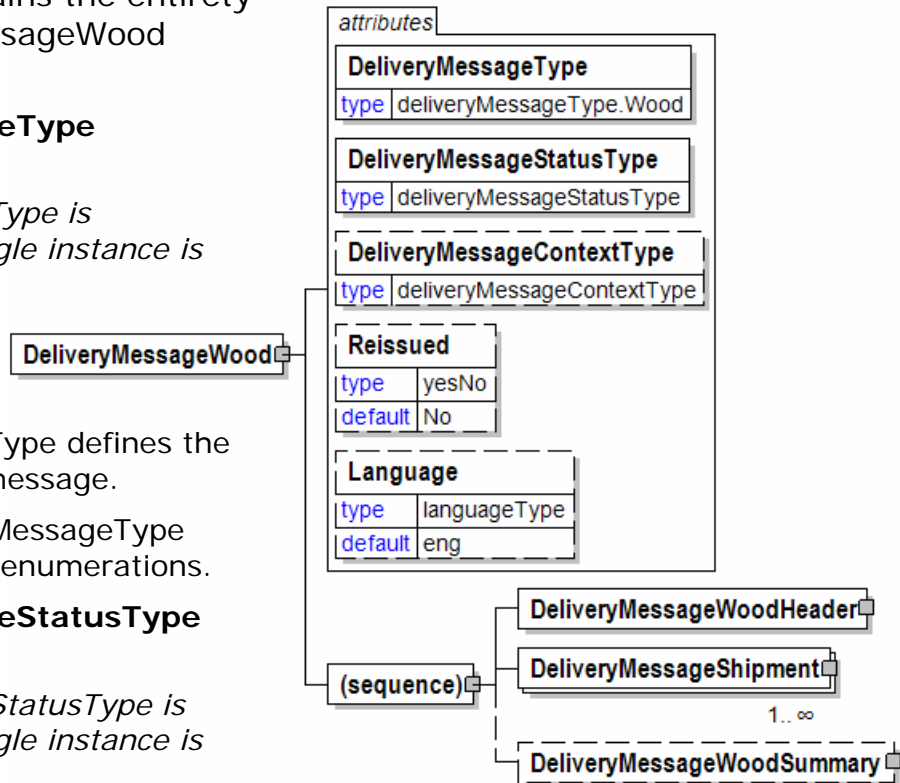 ains the entirety
ssageWood
eType
Type is
gle instance is
Type defines the
nessage.
MessageType
enumerations.
eStatusType
StatusType is
gle instance is
DeliveryMessageWood
attributes
DeliveryMessageType
type deliveryMessageType.Wood
DeliveryMessageStatusType
type deliveryMessageStatusType
DeliveryMessageContextType
type deliveryMessageContextType
Reissued
type yesNo
default No
Language
type languageType
default eng
(sequence)
DeliveryMessageWoodHeader
DeliveryMessageShipment
1.. ∞
DeliveryMessageWoodSummary